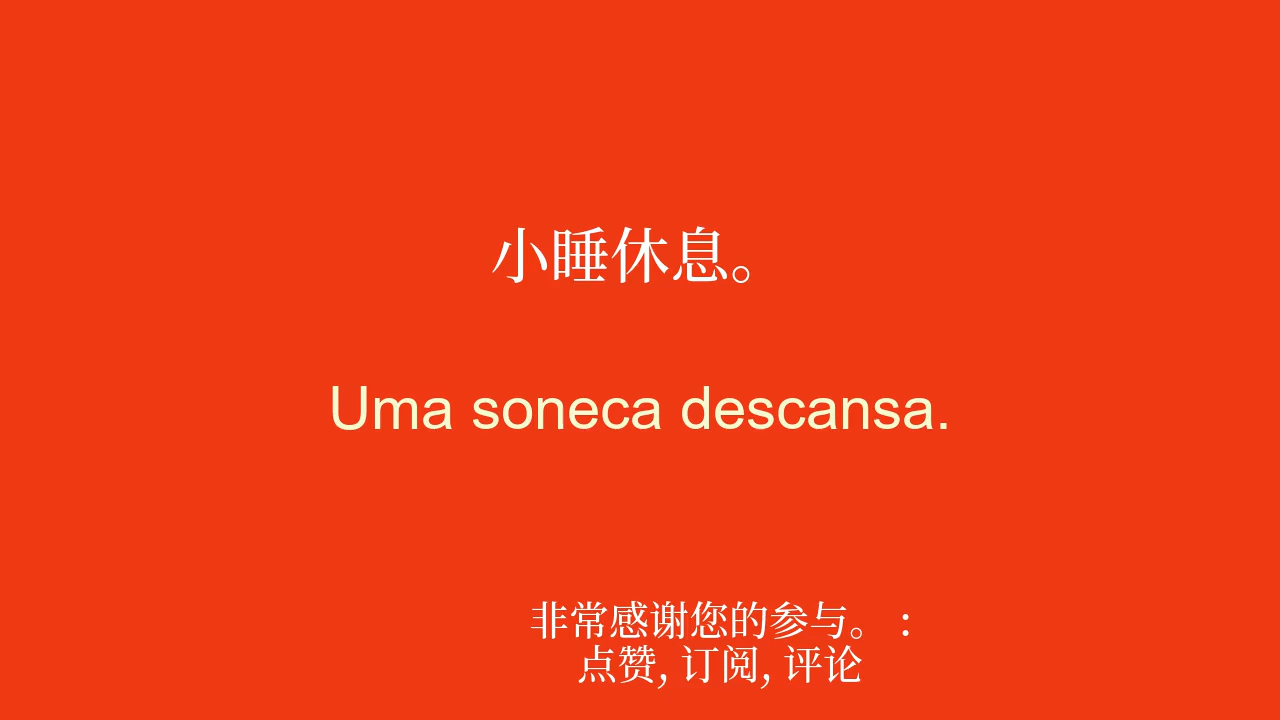 小睡休息。
Uma soneca descansa.
非常感谢您的参与。 :
点赞, 订阅, 评论